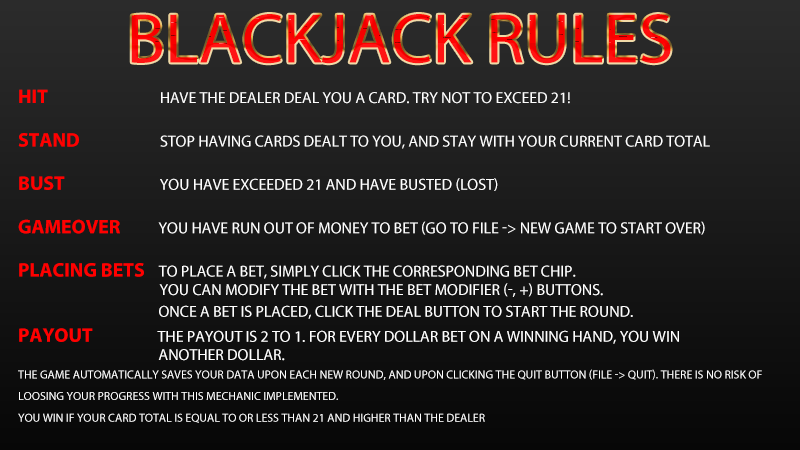 BLACKJACK RULES
HIT HAVE THE DEALER DEAL YOU A CARD. TRY NOT TO EXCEED 21!
STAND STOP HAVING CARDS DEALT TO YOU, AND STAY WITH YOUR CURRENT CARD TOTAL
BUST YOU HAVE EXCEEDED 21 AND HAVE BUSTED (LOST)
GAMEOVER YOU HAVE RUN OUT OF MONEY TO BET (GO TO FILE -> NEW GAME TO START OVER)
PLACING BETS TO PLACE A BET, SIMPLY CLICK THE CORRESPONDING BET CHIP.
YOU CAN MODIFY THE BET WITH THE BET MODIFIER (-, +) BUTTONS.
ONCE A BET IS PLACED, CLICK THE DEAL BUTTON TO START THE ROUND.
PAYOUT THE PAYOUT IS 2 TO 1. FOR EVERY DOLLAR BET ON A WINNING HAND, YOU WIN
ANOTHER DOLLAR.
THE GAME AUTOMATICALLY SAVES YOUR DATA UPON EACH NEW ROUND, AND UPON CLICKING THE QUIT BUTTON (FILE -> QUIT). THERE IS NO RISK OF
LOOSING YOUR PROGRESS WITH THIS MECHANIC IMPLEMENTED.
YOU WIN IF YOUR CARD TOTAL IS EQUAL TO OR LESS THAN 21 AND HIGHER THAN THE DEALER